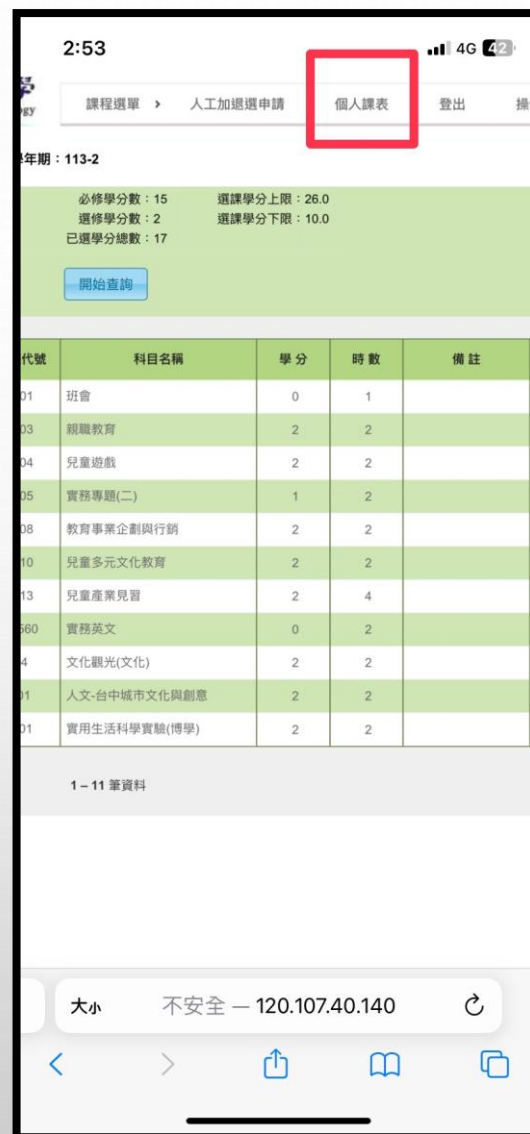 2:53
4G 42
學
ogy
課程選單 > 人工加退選申請 個人課表 登出 操
學年期：113-2
必修學分數：15 選課學分上限：26.0
選修學分數：2 選課學分下限：10.0
已選學分總數：17
開始查詢
代號 科目名稱 學分 時數 備註
01 班會 0 1
03 親職教育 2 2
04 兒童遊戲 2 2
05 實務專題(二) 1 2
08 教育事業企劃與行銷 2 2
10 兒童多元文化教育 2 2
13 兒童產業見習 2 4
560 實務英文 0 2
4 文化觀光(文化) 2 2
01 人文-台中城市文化與創意 2 2
01 實用生活科學實驗(博學) 2 2
1 – 11 筆資料
大小 不安全 — 120.107.40.140